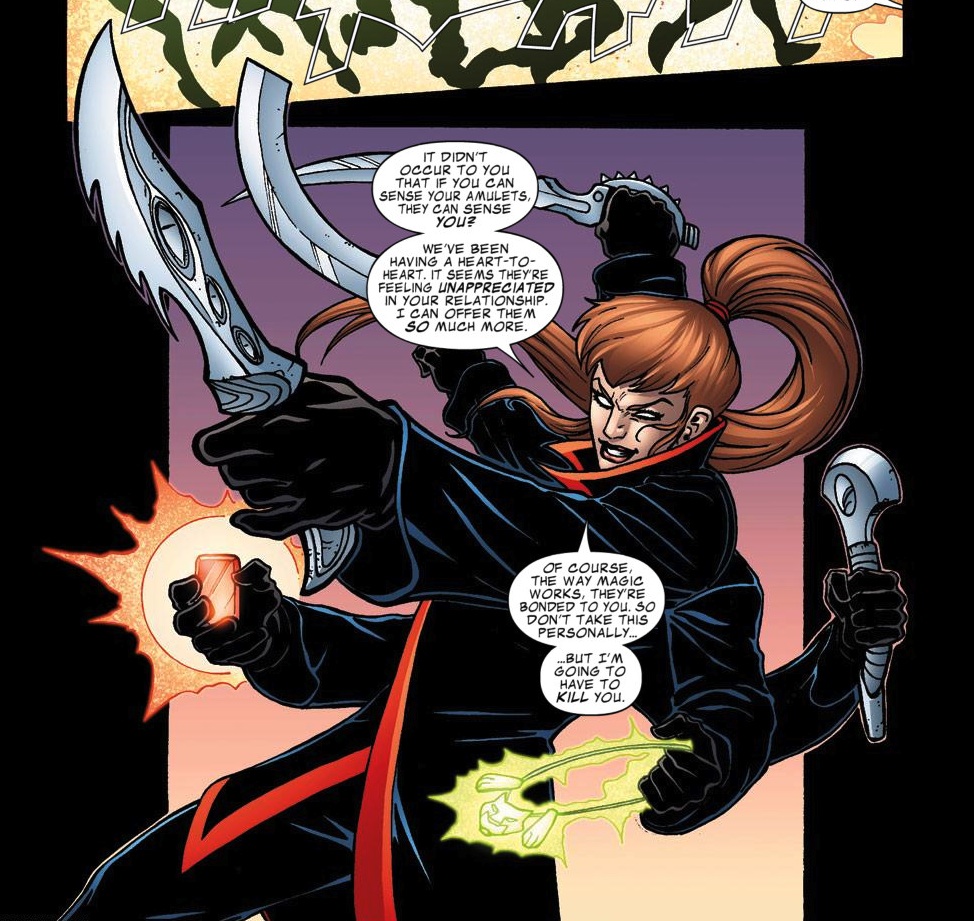 IT DIDN'T
OCCUR TO YOU
THAT IF YOU CAN
SENSE YOUR AMULETS,
THEY CAN SENSE
YOU?
WE'VE BEEN
HAVING A HEART-TO-
HEART. IT SEEMS THEY'RE
FEELING UNAPPRECIATED
IN YOUR RELATIONSHIP.
I CAN OFFER THEM
SO MUCH MORE.
OF COURSE,
THE WAY MAGIC
WORKS, THEY'RE
BONDED TO YOU. SO
DON'T TAKE THIS
PERSONALLY...
...BUT I'M
GOING TO
HAVE TO
KILL YOU.